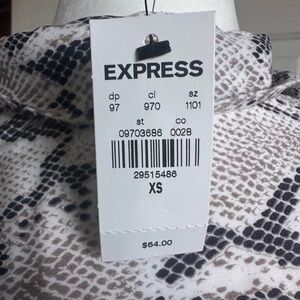 EXPRESS
dp cl sz
97 970 1101
st co
09703686 0028
29515486
XS
$64.00